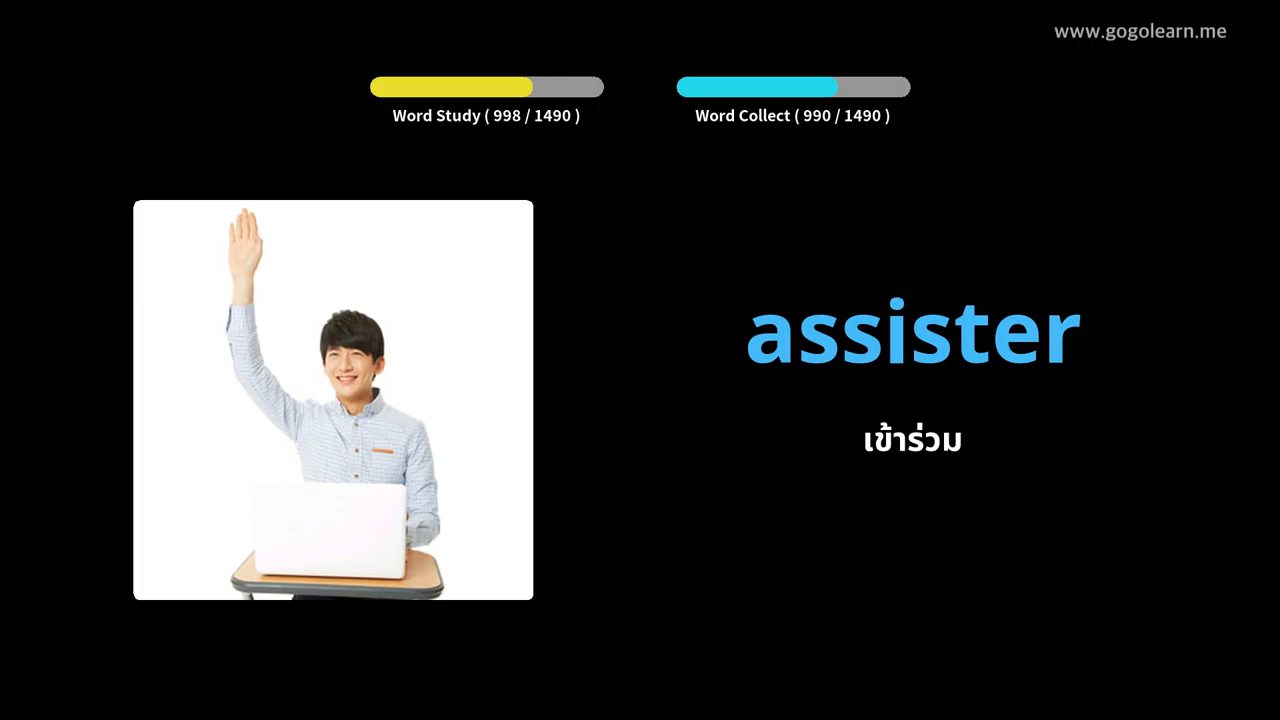 www.gogolearn.me
Word Study ( 998 / 1490 )
Word Collect ( 990 / 1490 )
assister
เข้าร่วม